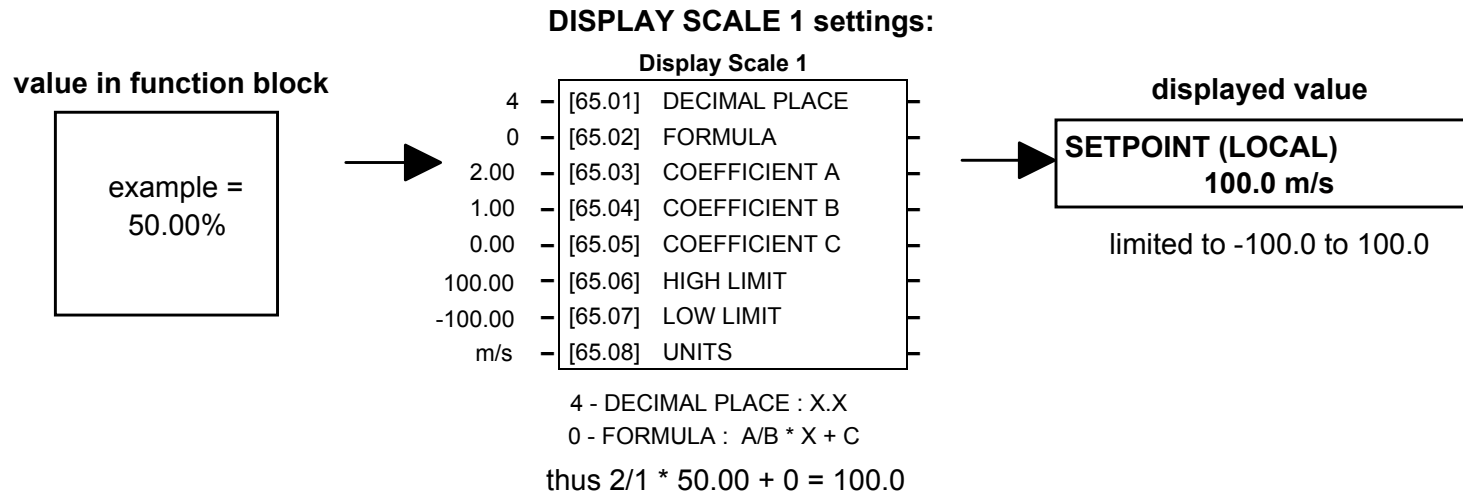 DISPLAY SCALE 1 settings:
value in function block
example =
50.00%
Display Scale 1
4 [65.01] DECIMAL PLACE
0 [65.02] FORMULA
2.00 [65.03] COEFFICIENT A
1.00 [65.04] COEFFICIENT B
0.00 [65.05] COEFFICIENT C
100.00 [65.06] HIGH LIMIT
-100.00 [65.07] LOW LIMIT
m/s [65.08] UNITS
4 - DECIMAL PLACE : X.X
0 - FORMULA : A/B * X + C
thus 2/1 * 50.00 + 0 = 100.0
displayed value
SETPOINT (LOCAL)
100.0 m/s
limited to -100.0 to 100.0